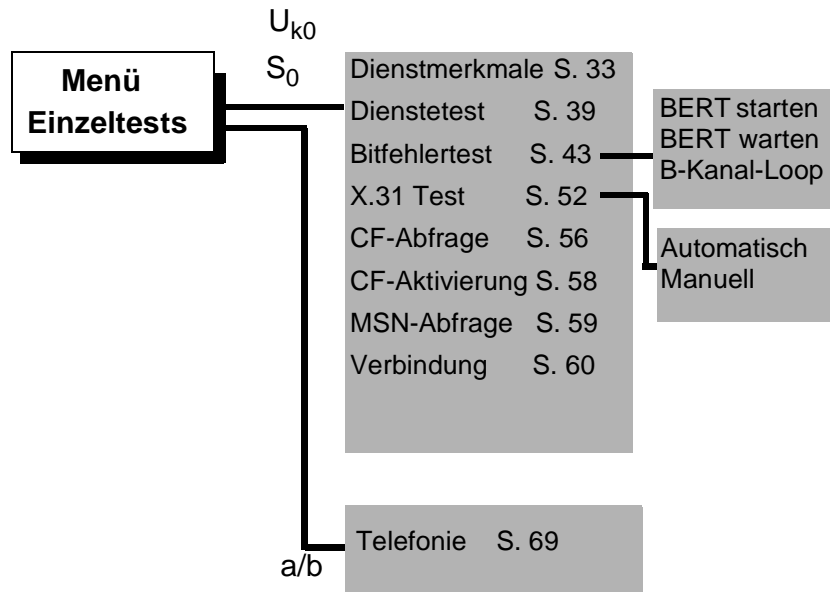 U_k0
S_0
Menü
Einzeltests
Dienstmerkmale S. 33
Dienstetest S. 39
Bitfehlertest S. 43
X.31 Test S. 52
CF-Abfrage S. 56
CF-Aktivierung S. 58
MSN-Abfrage S. 59
Verbindung S. 60
BERT starten
BERT warten
B-Kanal-Loop
Automatisch
Manuell
a/b
Telefonie S. 69